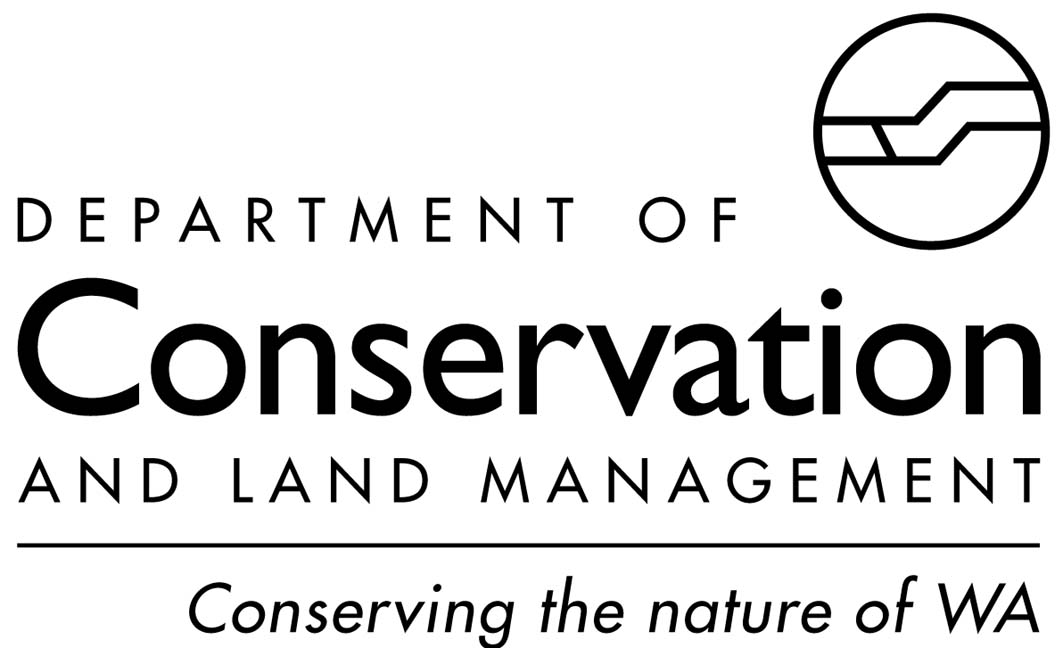 DEPARTMENT OF
Conservation
AND LAND MANAGEMENT
Conserving the nature of WA